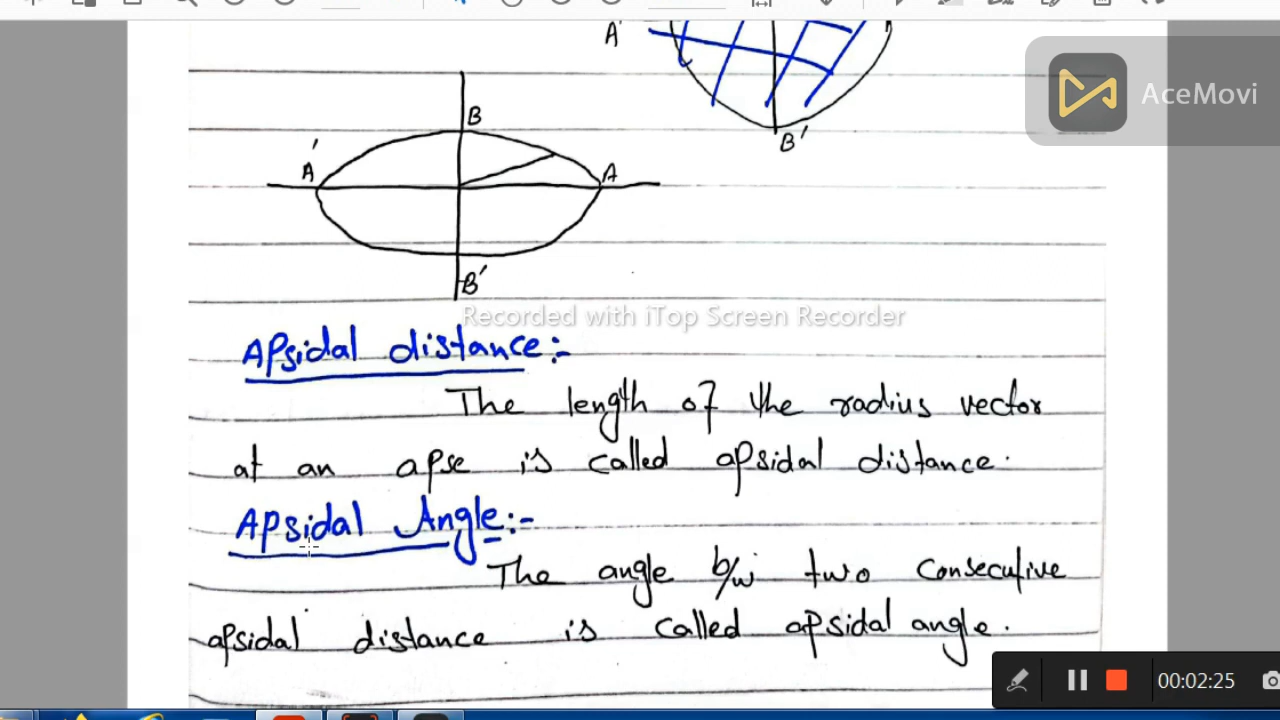 A'
AceMovi
B'
B
A'
A
B'
Recorded with iTop Screen Recorder
Apsidal distance:-
The length of the radius vector
at an apse is called apsidal distance.
Apsidal Angle:-
The angle b/w two consecutive
apsidal distance is called apsidal angle.
00:02:25